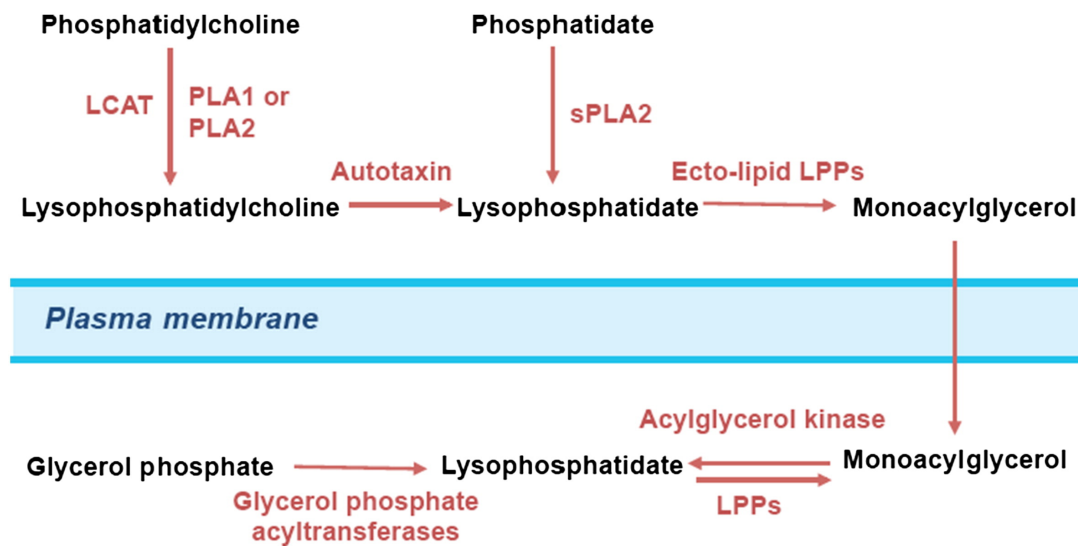 Phosphatidylcholine
Phosphatidate
LCAT
PLA1 or
PLA2
sPLA2
Autotaxin
Ecto-lipid LPPs
Lysophosphatidylcholine
Lysophosphatidate
Monoacylglycerol
Plasma membrane
Acylglycerol kinase
Glycerol phosphate
Lysophosphatidate
Monoacylglycerol
Glycerol phosphate
acyltransferases
LPPs